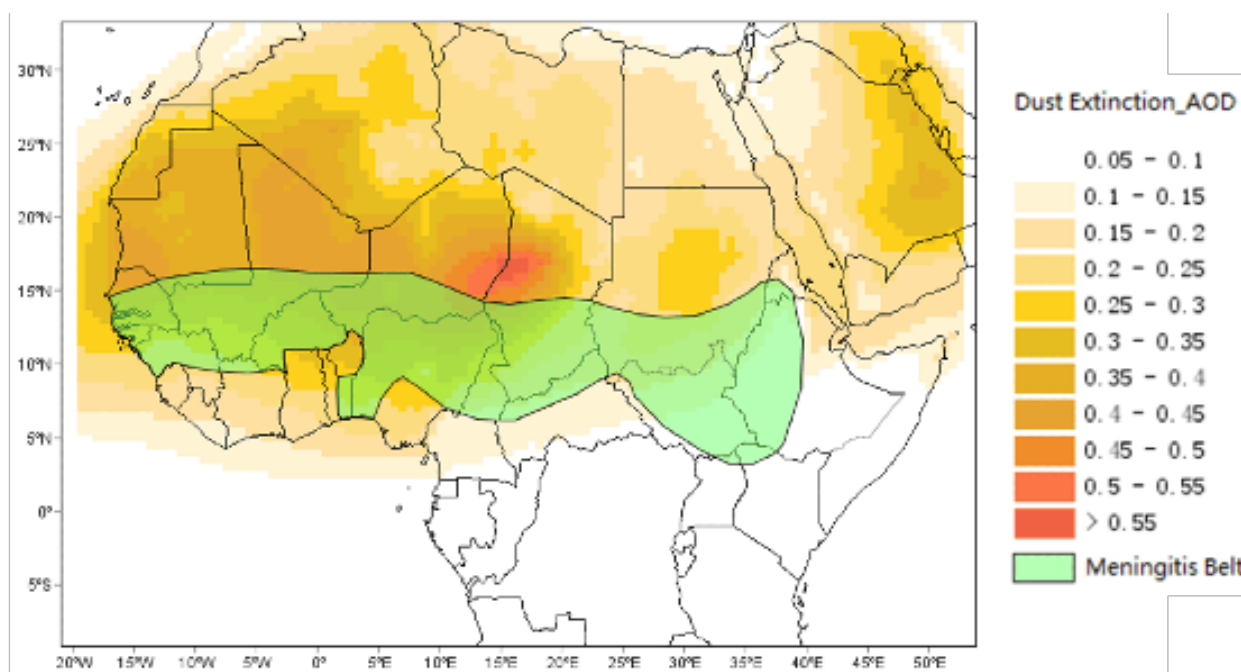 30°N
25°N
20°N
15°N
10°N
5°N
0°
5°S
20°W 15°W 10°W 5°W 0° 5°E 10°E 15°E 20°E 25°E 30°E 35°E 40°E 45°E 50°E
Dust Extinction_AOD
0.05 - 0.1
0.1 - 0.15
0.15 - 0.2
0.2 - 0.25
0.25 - 0.3
0.3 - 0.35
0.35 - 0.4
0.4 - 0.45
0.45 - 0.5
0.5 - 0.55
> 0.55
Meningitis Belt